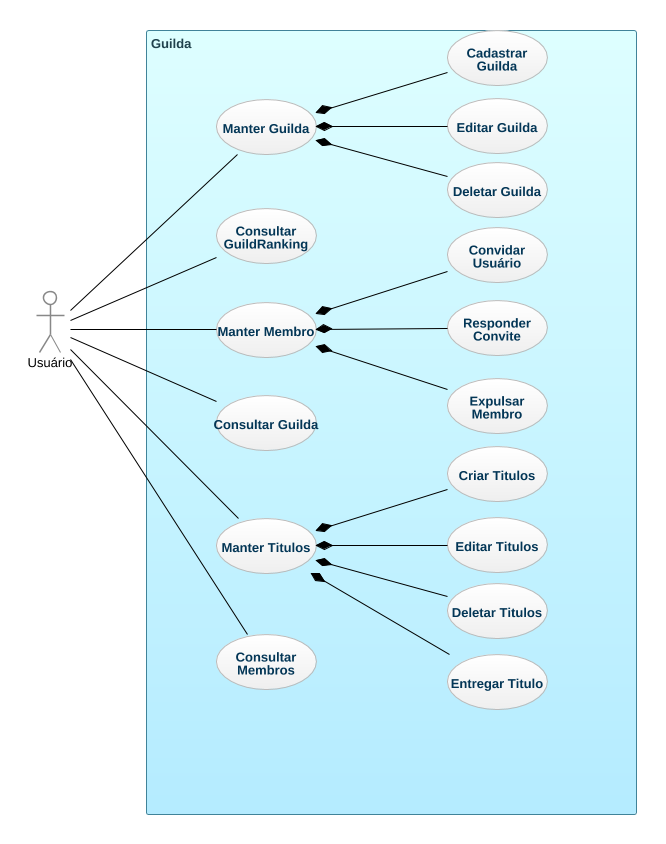 Guilda
Cadastrar
Guilda
Manter Guilda
Editar Guilda
Deletar Guilda
Consultar
GuildRanking
Convidar
Usuário
Manter Membro
Responder
Convite
Usuário
Expulsar
Membro
Consultar Guilda
Criar Titulos
Manter Titulos
Editar Titulos
Deletar Titulos
Consultar
Membros
Entregar Titulo